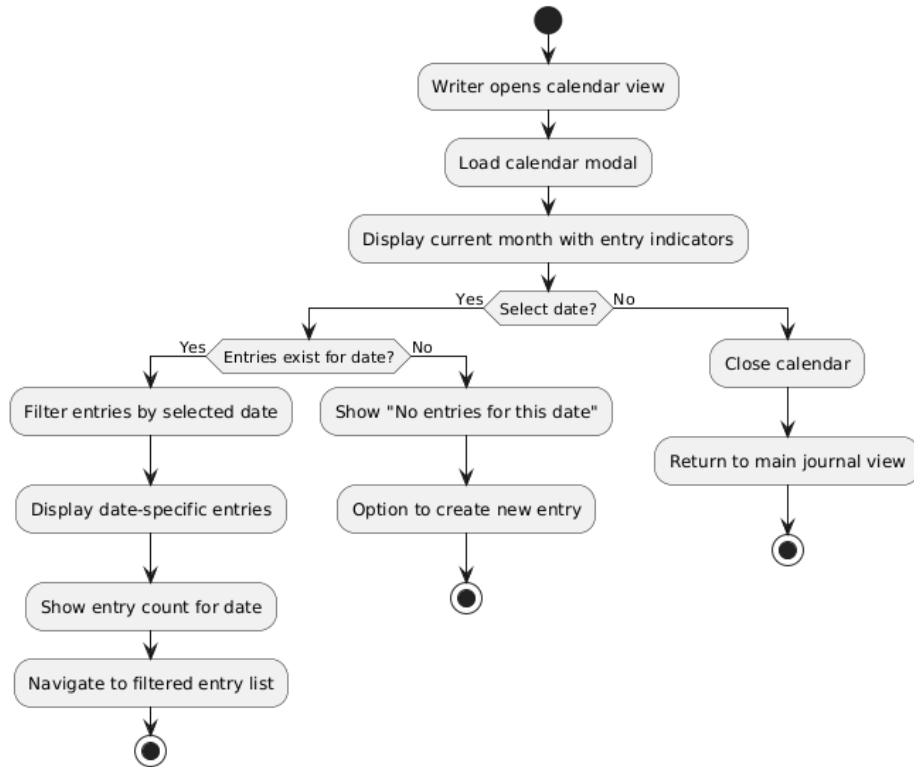 Writer opens calendar view
Load calendar modal
Display current month with entry indicators
Yes
Select date?
No
Yes
Entries exist for date?
No
Close calendar
Filter entries by selected date
Show "No entries for this date"
Return to main journal view
Display date-specific entries
Option to create new entry
Show entry count for date
Navigate to filtered entry list